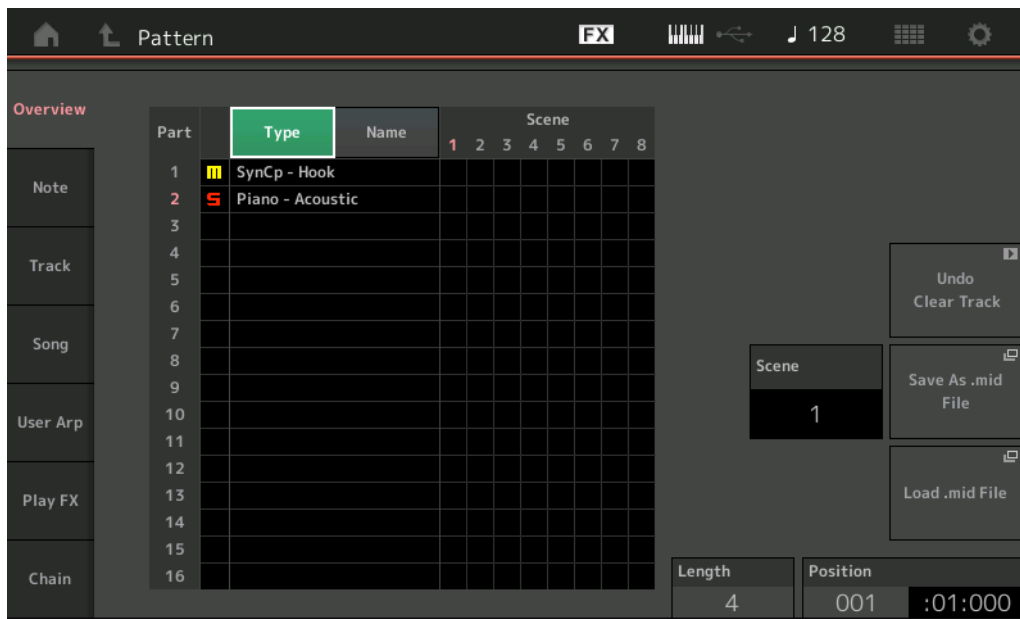 Pattern FX 128
Overview
Note
Track
Song
User Arp
Play FX
Chain
Part Type Name Scene
1 2 3 4 5 6 7 8
1 M SynCp - Hook
2 S Piano - Acoustic
3
4
5
6
7
8
9
10
11
12
13
14
15
16
Undo
Clear Track
Scene
1
Save As .mid
File
Load .mid File
Length
4
Position
001 :01:000